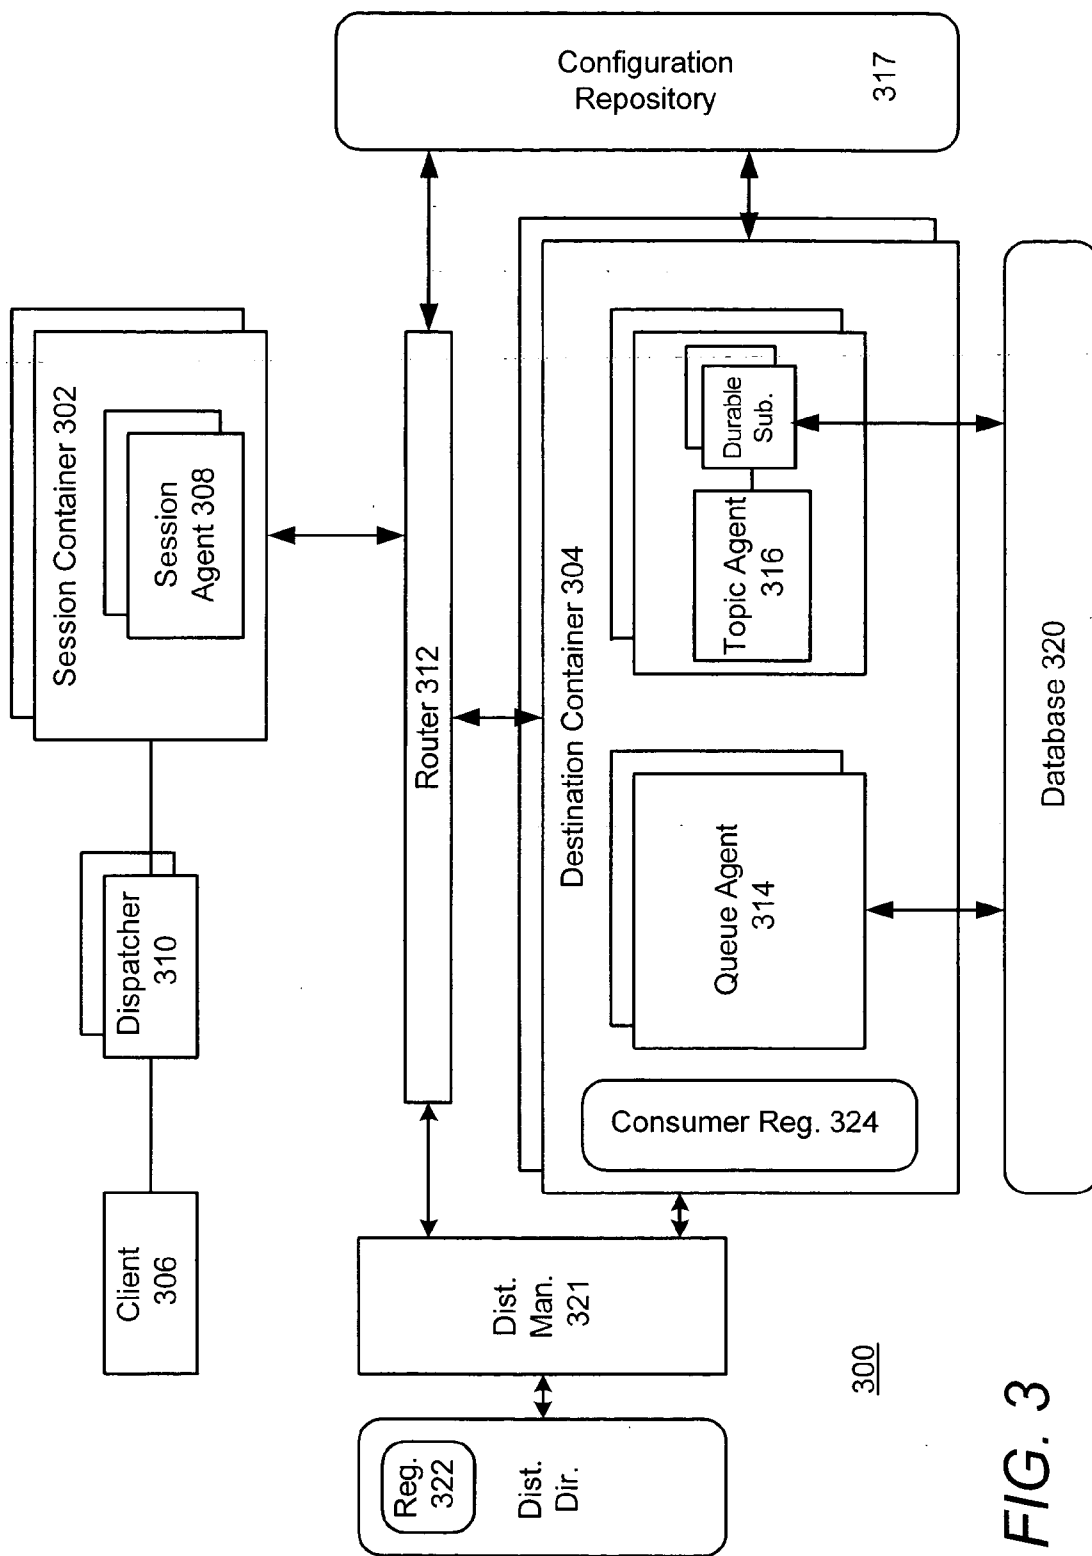 Client
306
Dispatcher
310
Session Container 302
Session
Agent 308
Router 312
Configuration
Repository
317
Reg.
322
Dist.
Dir.
Dist.
Man.
321
Destination Container 304
Consumer Reg. 324
Queue Agent
314
Topic Agent
316
Durable
Sub.
Database 320
300
FIG. 3